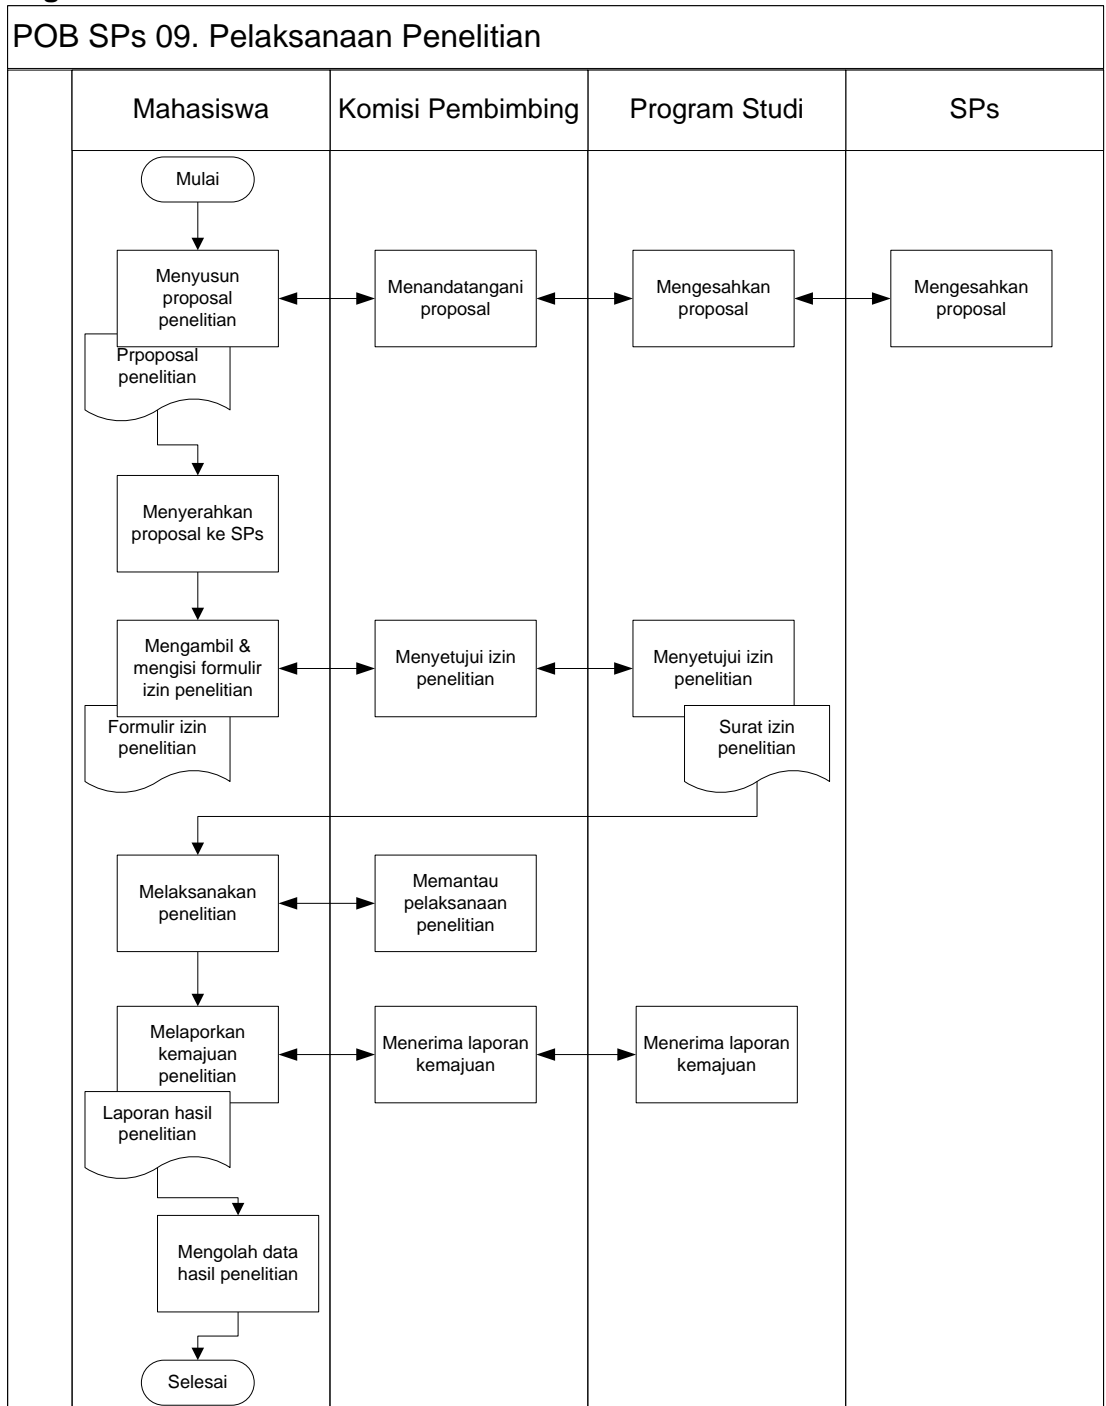 POB SPs 09. Pelaksanaan Penelitian
Mahasiswa
Komisi Pembimbing
Program Studi
SPs
Mulai
Menyusun
proposal
penelitian
Menandatangani
proposal
Mengesahkan
proposal
Mengesahkan
proposal
Prpoposal
penelitian
Menyerahkan
proposal ke SPs
Mengambil &
mengisi formulir
izin penelitian
Menyetujui izin
penelitian
Menyetujui izin
penelitian
Formulir izin
penelitian
Surat izin
penelitian
Melaksanakan
penelitian
Memantau
pelaksanaan
penelitian
Melaporkan
kemajuan
penelitian
Menerima laporan
kemajuan
Menerima laporan
kemajuan
Laporan hasil
penelitian
Mengolah data
hasil penelitian
Selesai